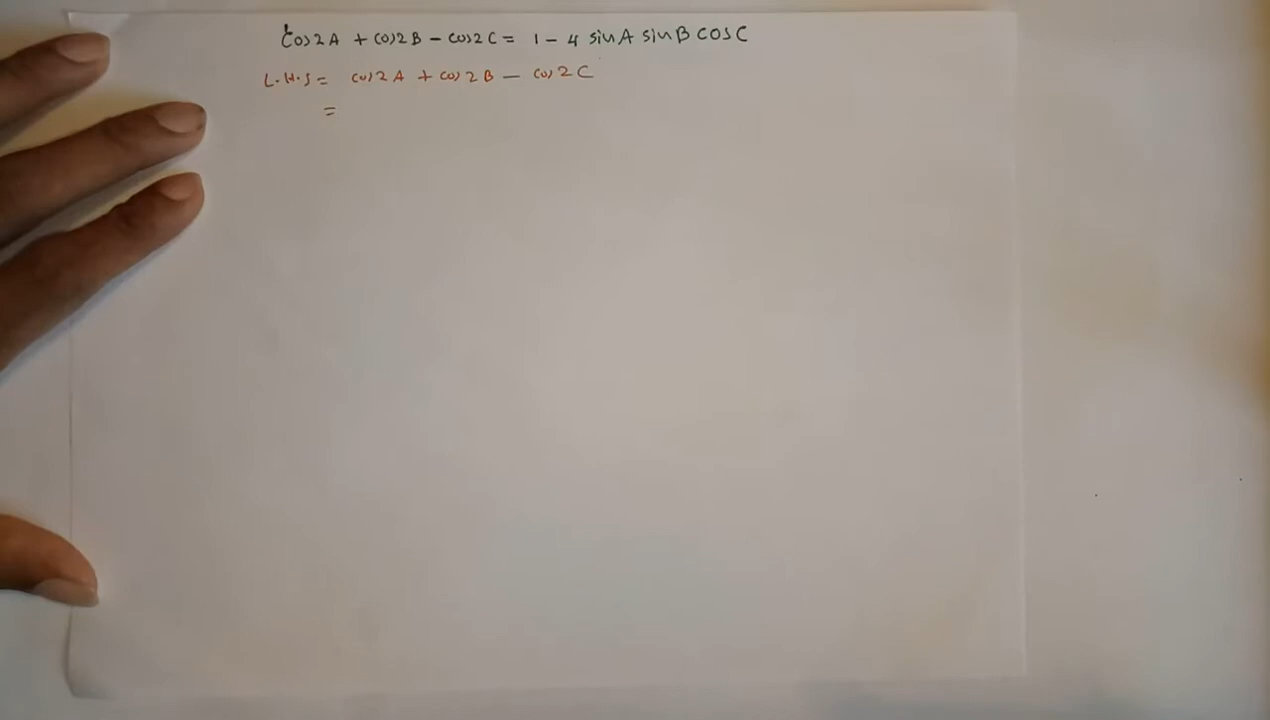 Cos2A + cos2B - cos2C = 1 - 4 sinA sinB cosC
L.H.S = cos2A + cos2B - cos2C
=